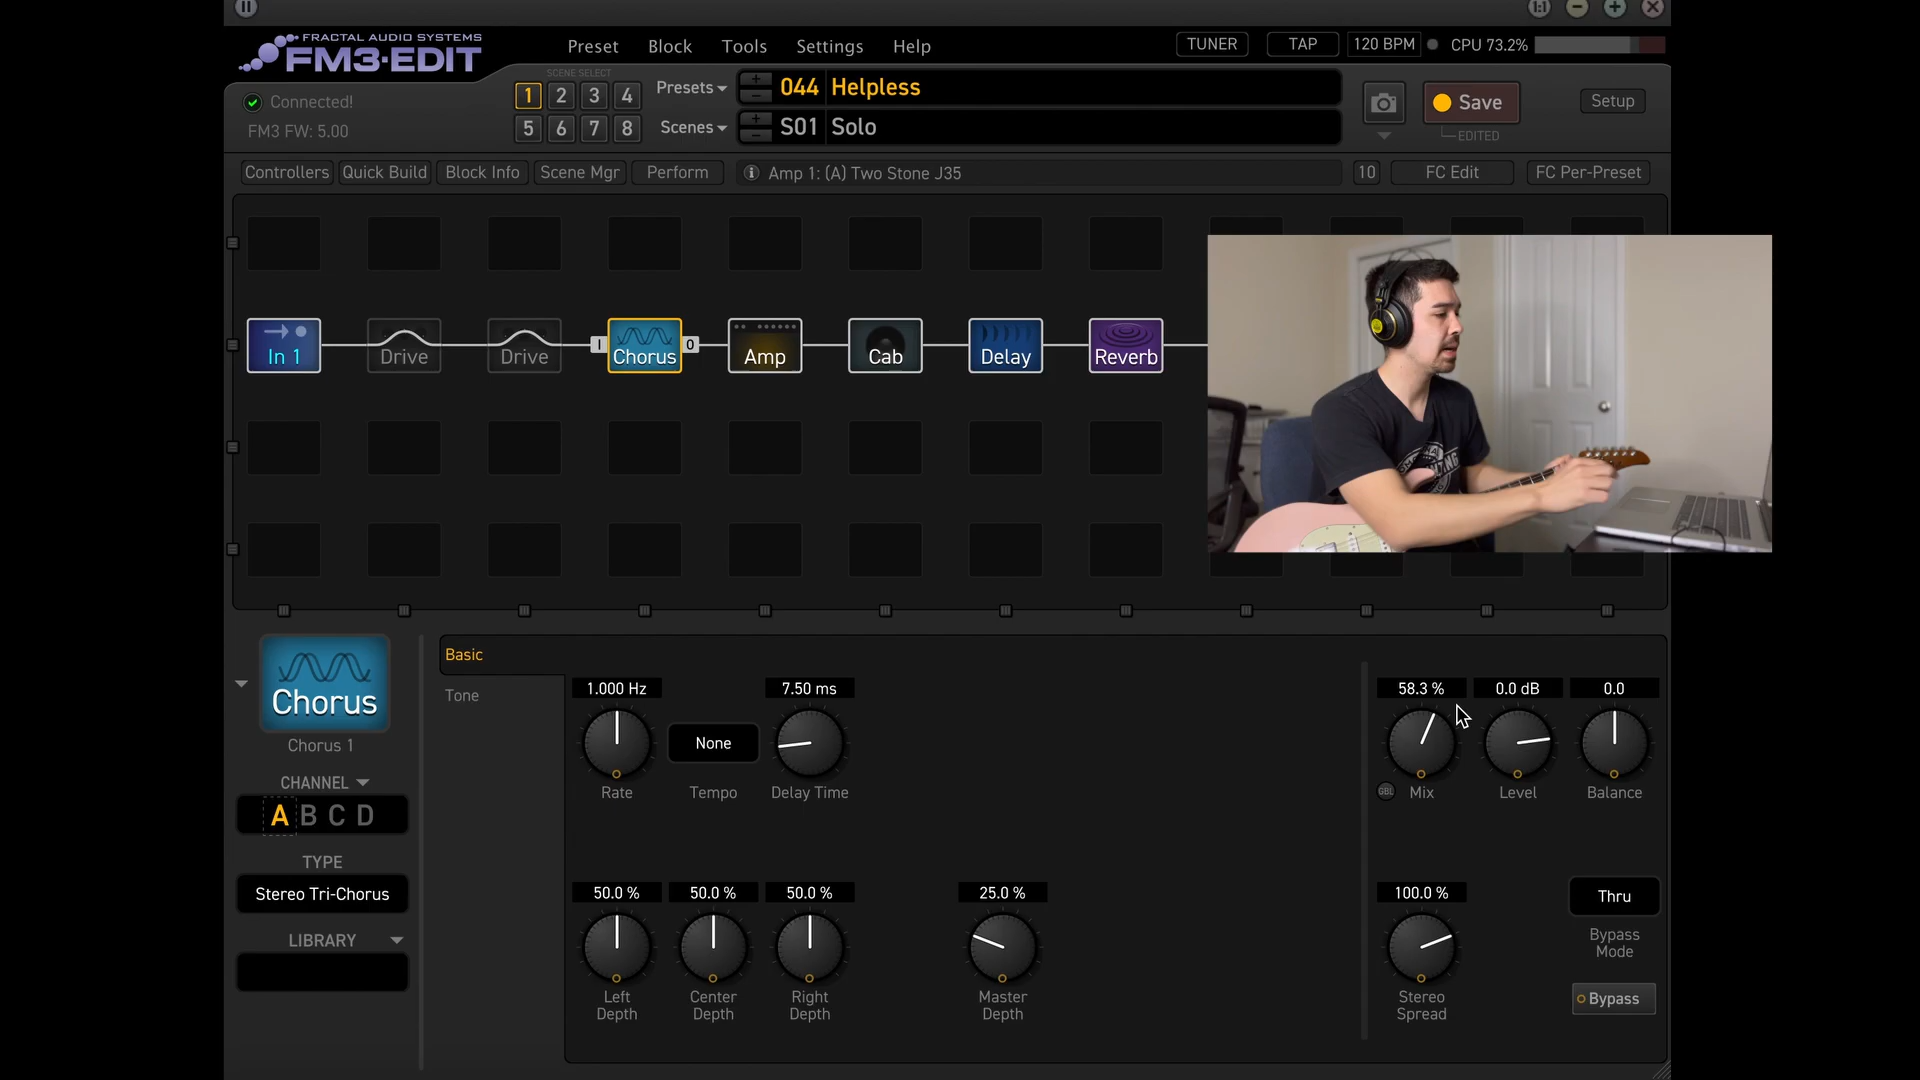 1:1
FRACTAL AUDIO SYSTEMS
FM3·EDIT
Preset Block Tools Settings Help
TUNER TAP 120 BPM CPU 73.2%
SCENE SELECT
1 2 3 4
5 6 7 8
Presets 044 Helpless
Scenes S01 Solo
Connected!
FM3 FW: 5.00
Save
EDITED
Setup
Controllers Quick Build Block Info Scene Mgr Perform Amp 1: (A) Two Stone J35 10 FC Edit FC Per-Preset
In 1 Drive Drive I Chorus O Amp Cab Delay Reverb
Chorus
Chorus 1
CHANNEL
A B C D
TYPE
Stereo Tri-Chorus
LIBRARY
Basic
Tone
1.000 Hz 7.50 ms 58.3 % 0.0 dB 0.0
None
Rate Tempo Delay Time GBL Mix Level Balance
50.0 % 50.0 % 50.0 % 25.0 % 100.0 % Thru
Left Depth
Center Depth
Right Depth
Master Depth
Stereo Spread
Bypass Mode
Bypass